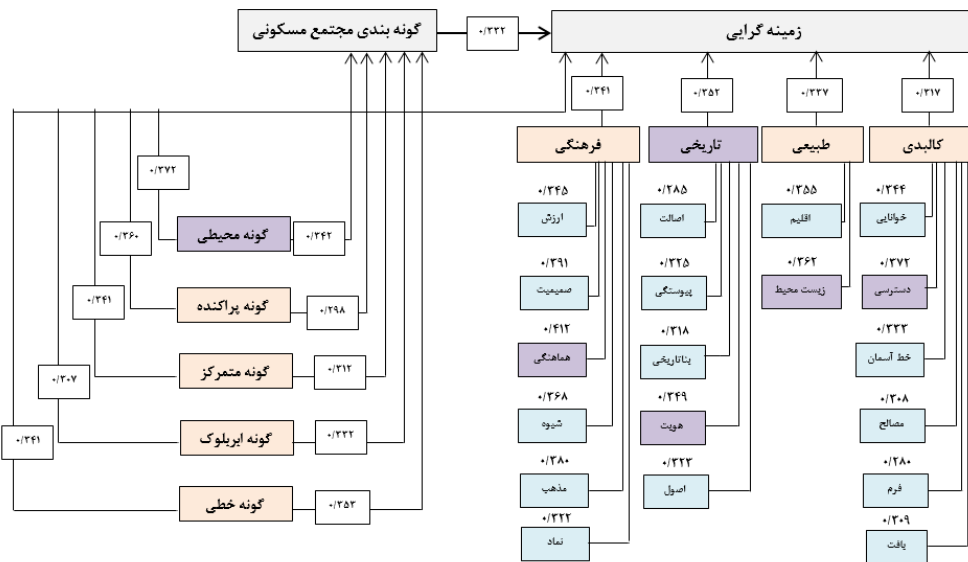 زمینه گرایی
۰/۳۳۲
گونه بندی مجتمع مسکونی
۰/۳۱۷
۰/۳۳۷
۰/۳۵۲
۰/۳۴۱
کالبدی
طبیعی
تاریخی
فرهنگی
۰/۳۴۴
خوانایی
۰/۳۷۲
دسترسی
۰/۳۳۳
خط آسمان
۰/۳۰۸
مصالح
۰/۲۸۰
فرم
۰/۳۰۹
بافت
۰/۳۵۵
اقلیم
۰/۳۶۲
زیست محیط
۰/۲۸۵
اصالت
۰/۳۲۵
پیوستگی
۰/۳۱۸
بناتاریخی
۰/۳۴۹
هویت
۰/۳۲۳
اصول
۰/۳۴۵
ارزش
۰/۳۹۱
صمیمیت
۰/۴۱۲
هماهنگی
۰/۳۶۸
شیوه
۰/۳۸۰
مذهب
۰/۳۲۲
نماد
۰/۳۴۲
گونه محیطی
۰/۳۷۲
۰/۲۹۸
گونه پراکنده
۰/۳۶۰
۰/۳۱۲
گونه متمرکز
۰/۳۴۱
۰/۳۳۲
گونه ابربلوک
۰/۳۰۷
۰/۳۵۳
گونه خطی
۰/۳۴۱